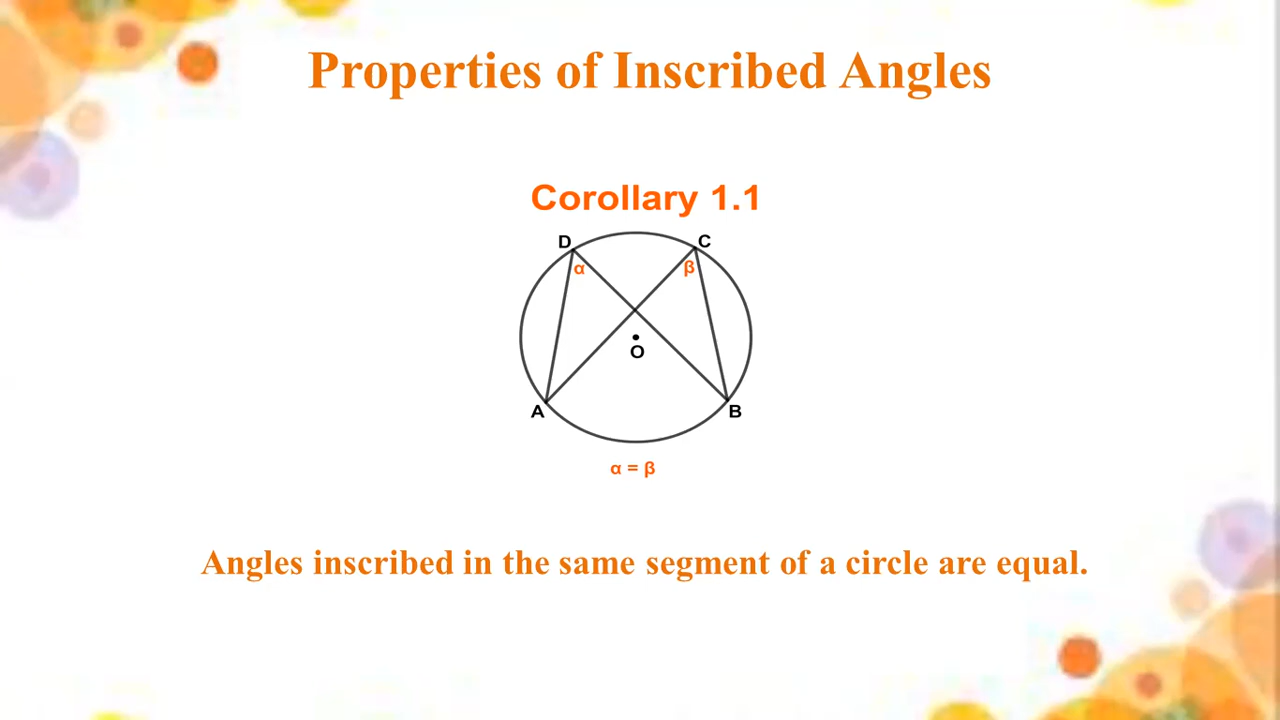 Properties of Inscribed Angles
Corollary 1.1
D
C
α
β
O
A
B
α = β
Angles inscribed in the same segment of a circle are equal.